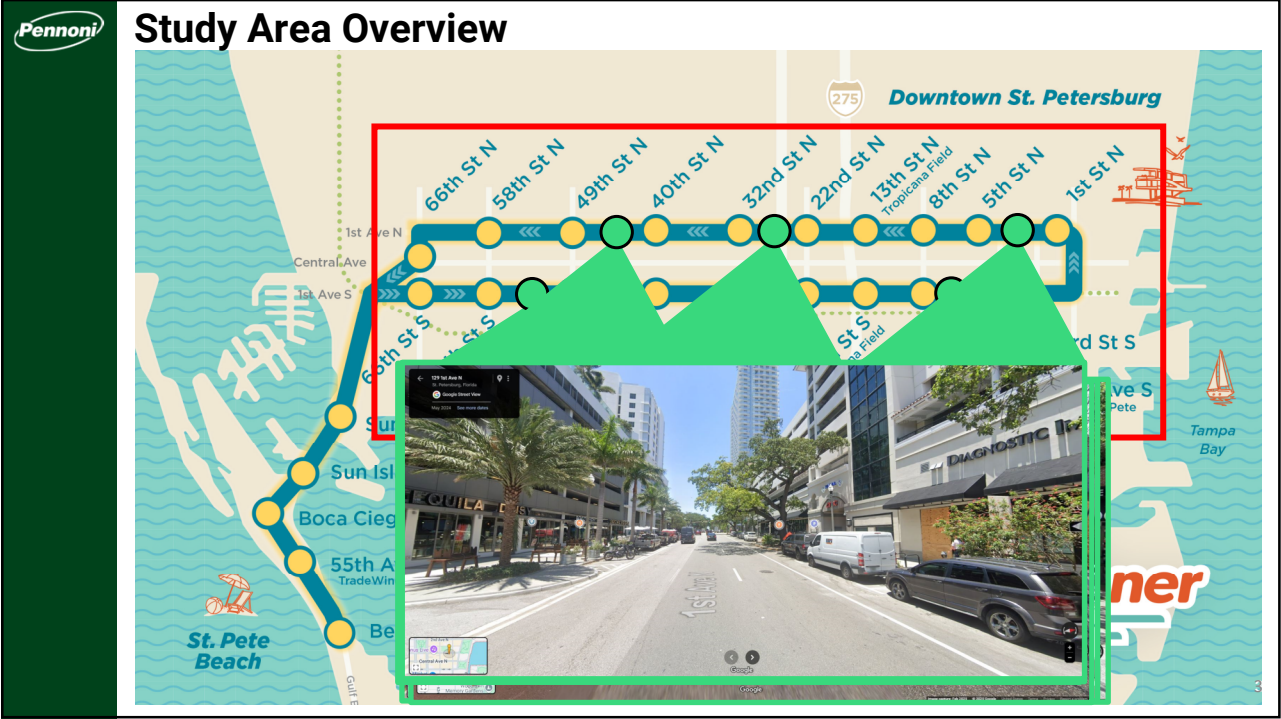 Pennoni
Study Area Overview
275
Downtown St. Petersburg
66th St N
58th St N
49th St N
40th St N
32nd St N
22nd St N
13th St N
Tropicana Field
8th St N
5th St N
1st St N
1st Ave N
Central Ave
1st Ave S
66th St S
St S
St S
Field
rd St S
ve S
Pete
Tampa
Bay
Sun
Sun Isl
Boca Cieg
55th A
TradeWin
Be
St. Pete
Beach
Gulf B
ner
129 1st Ave N
St. Petersburg, Florida
Google Street View
May 2024 See more dates
TEQUILA DAISY
DIAGNOSTIC
1st Ave N
Central Ave N
Google
Google
3